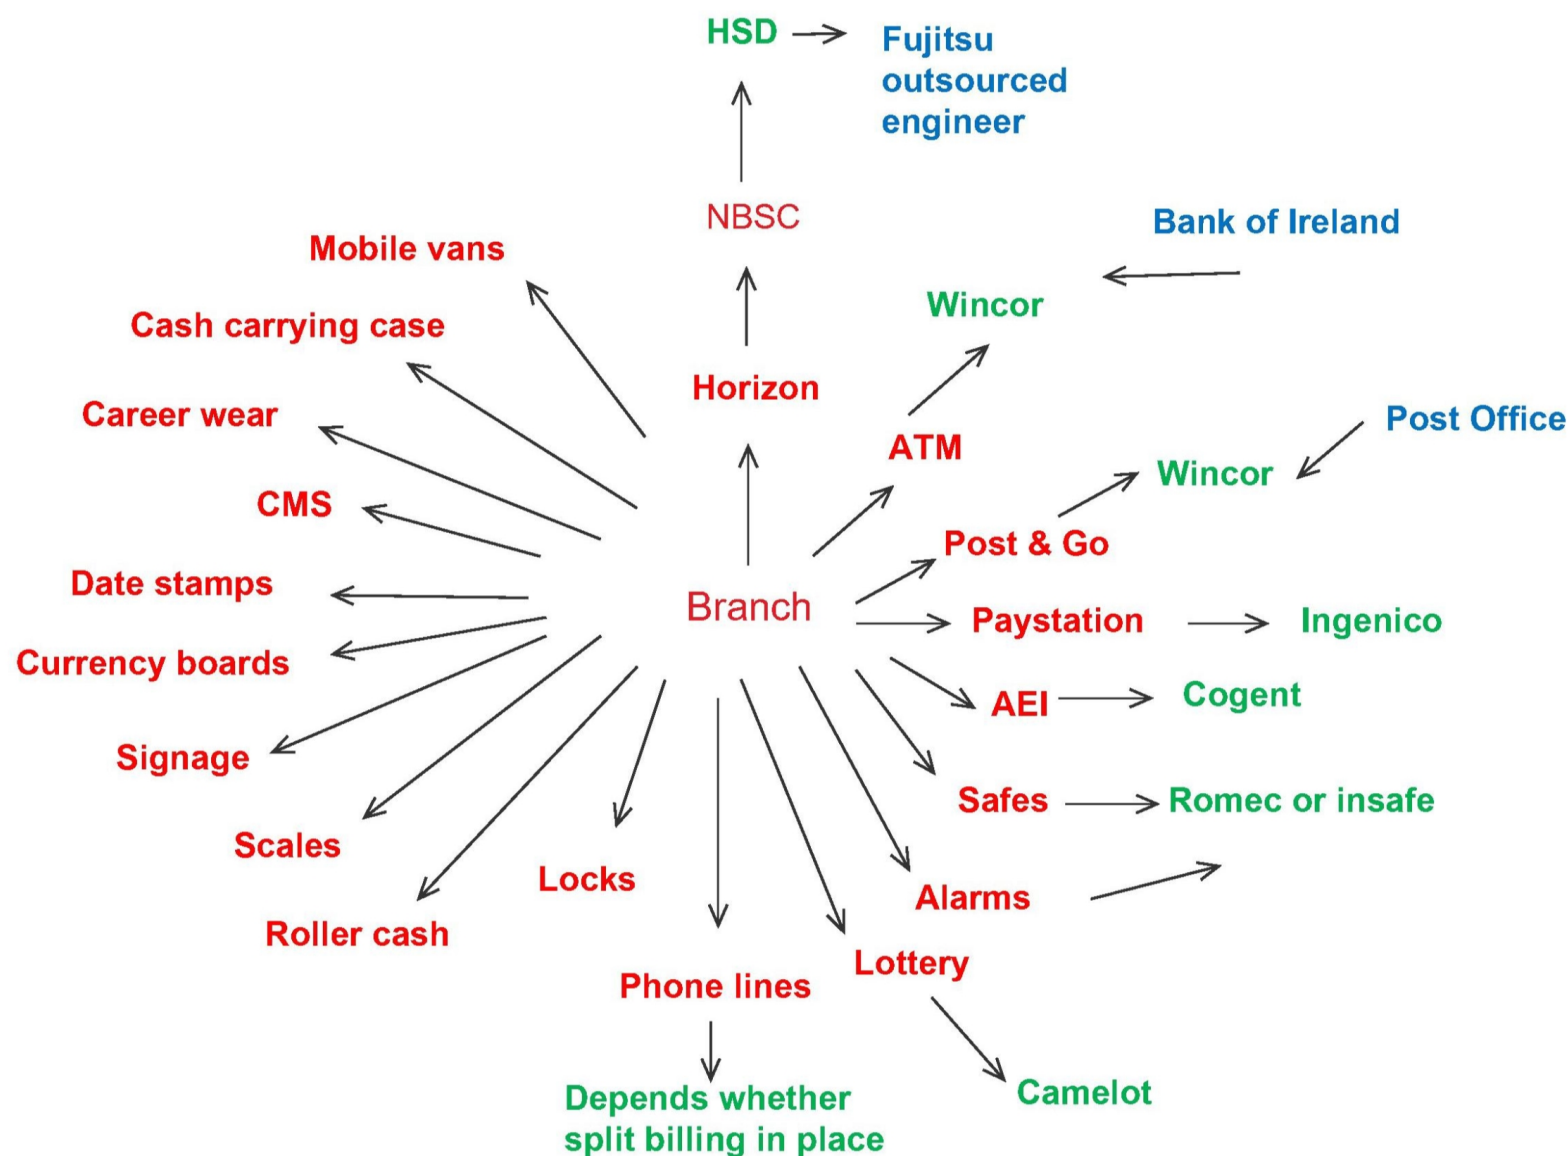 HSD
Fujitsu
outsourced
engineer
NBSC
Bank of Ireland
Mobile vans
Wincor
Cash carrying case
Horizon
Career wear
Post Office
ATM
Wincor
CMS
Post & Go
Date stamps
Branch
Paystation
Ingenico
Currency boards
AEI
Cogent
Signage
Safes
Romec or insafe
Scales
Locks
Alarms
Roller cash
Lottery
Phone lines
Camelot
Depends whether
split billing in place